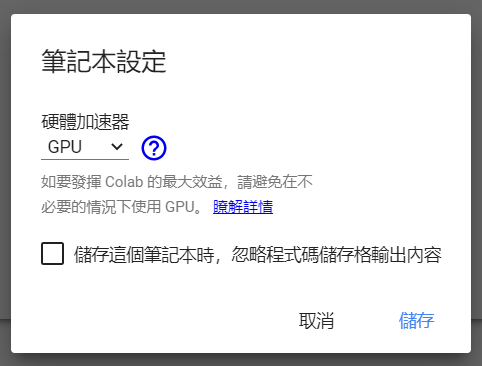 筆記本設定
硬體加速器
GPU
如要發揮 Colab 的最大效益，請避免在不
必要的情況下使用 GPU。 瞭解詳情
儲存這個筆記本時，忽略程式碼儲存格輸出內容
取消 儲存